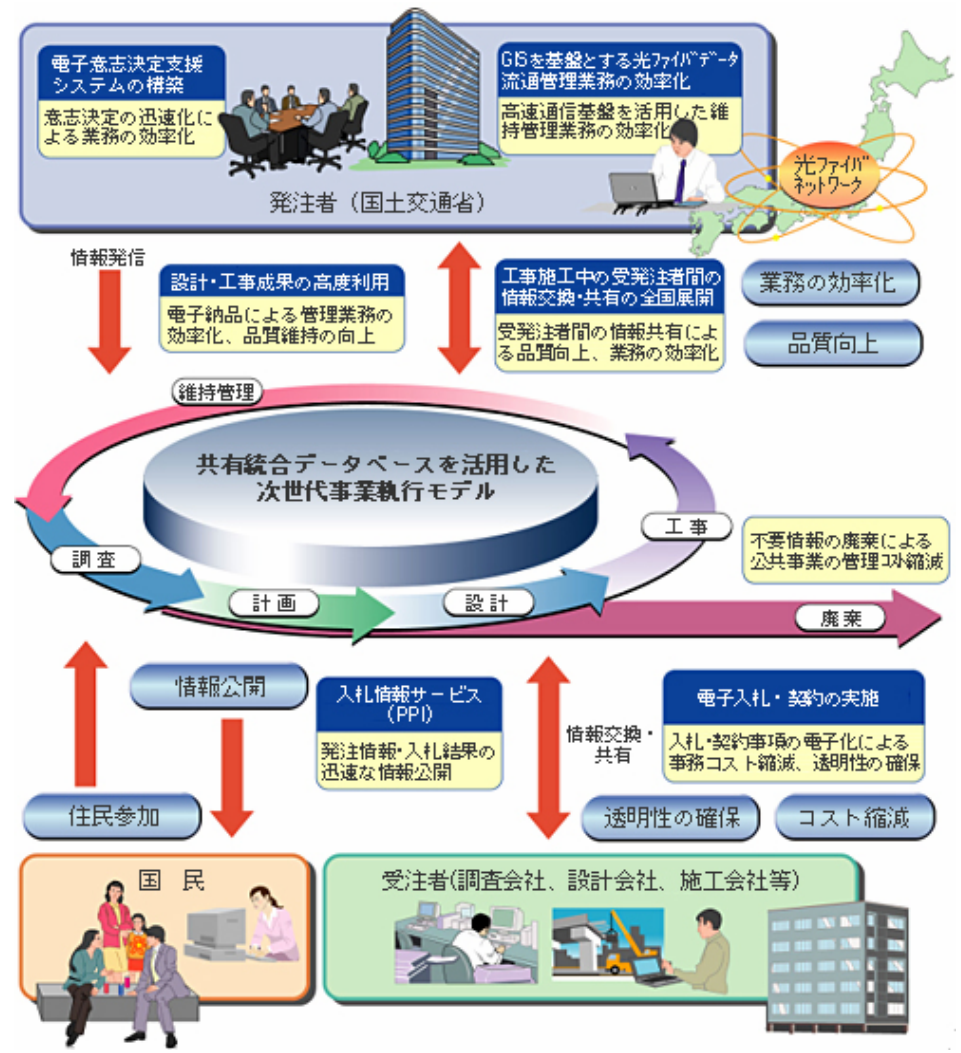 電子意志決定支援
システムの構築
意志決定の迅速化に
よる業務の効率化
GISを基盤とする光ファイバデータ
流通管理業務の効率化
高速通信基盤を活用した維
持管理業務の効率化
光ファイバ
ネットワーク
発注者（国土交通省）
情報発信
設計・工事成果の高度利用
電子納品による管理業務の
効率化、品質維持の向上
工事施工中の受発注者間の
情報交換・共有の全国展開
受発注者間の情報共有によ
る品質向上、業務の効率化
業務の効率化
品質向上
維持管理
共有統合データベースを活用した
次世代事業執行モデル
工事
調査
計画
設計
不要情報の廃棄による
公共事業の管理コスト縮減
廃棄
情報公開
入札情報サービス
（PPI）
発注情報・入札結果の
迅速な情報公開
情報交換・
共有
電子入札・契約の実施
入札・契約事項の電子化による
事務コスト縮減、透明性の確保
住民参加
透明性の確保
コスト縮減
国民
受注者(調査会社、設計会社、施工会社等)